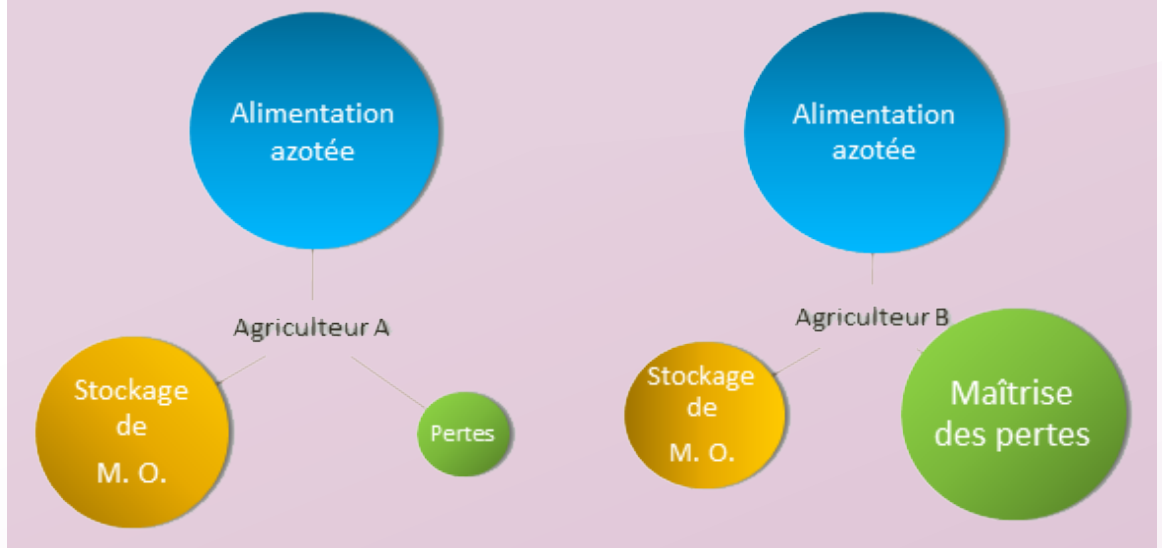 Alimentation
azotée
Agriculteur A
Stockage
de
M. O.
Pertes
Alimentation
azotée
Agriculteur B
Stockage
de
M. O.
Maîtrise
des pertes